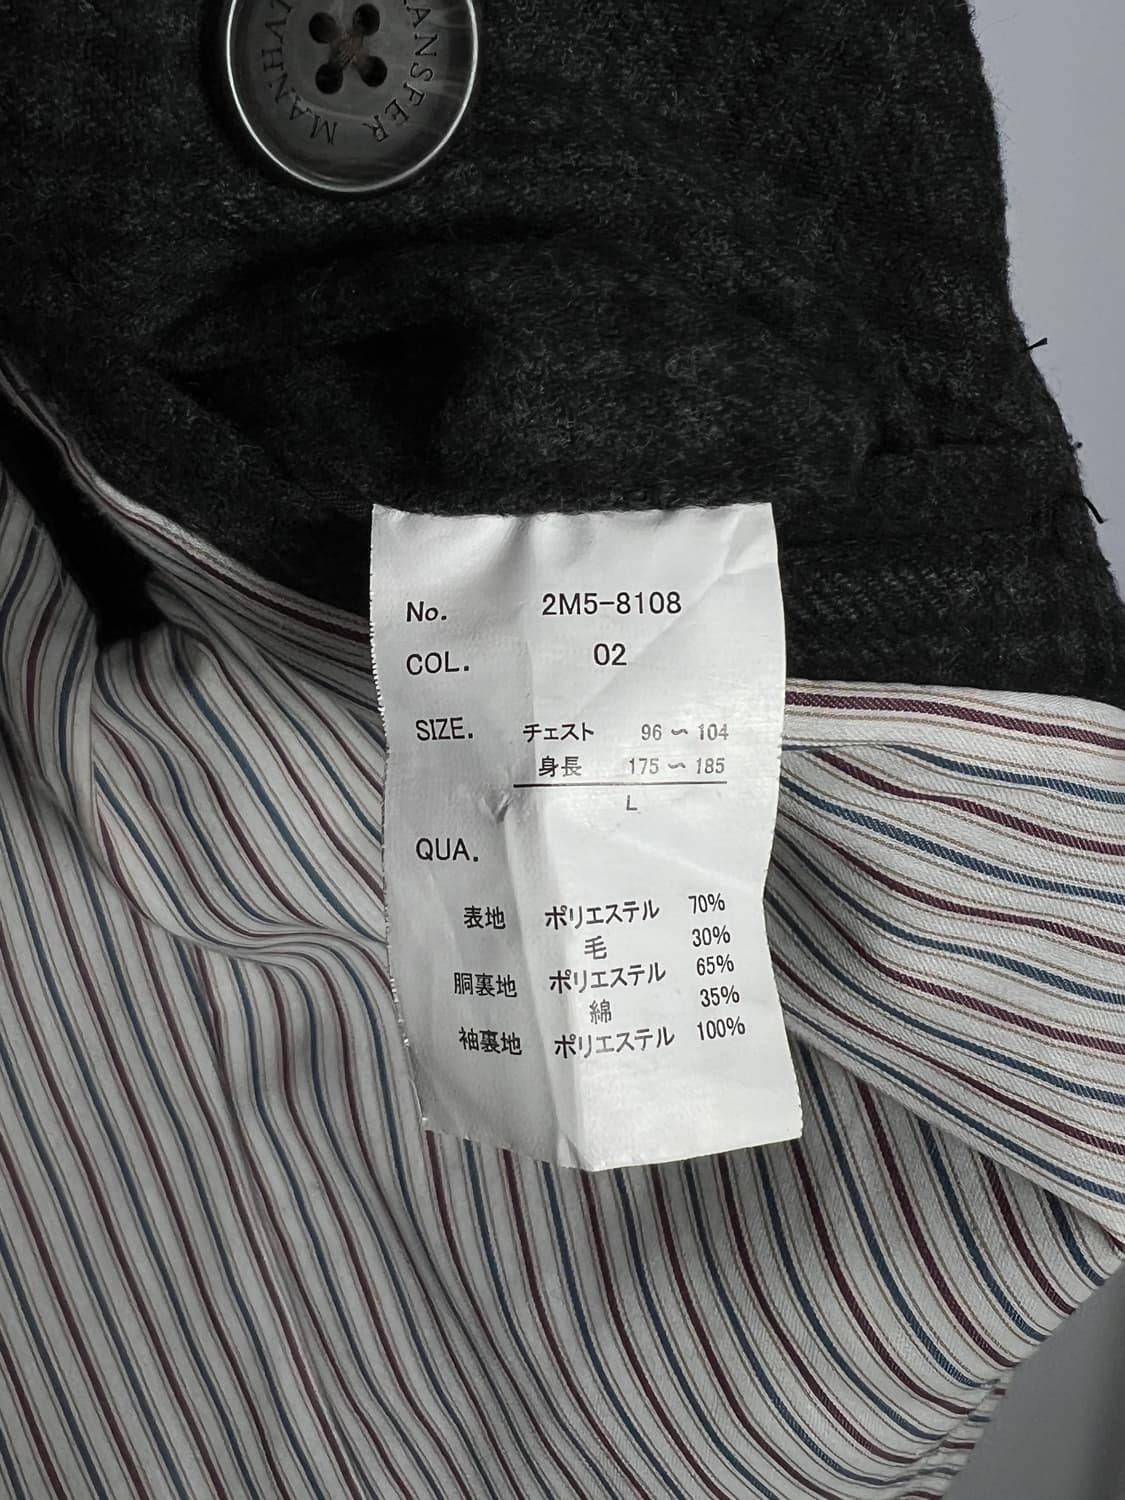 MANHAT
RANSFER
No. 2M5-8108
COL. 02
SIZE. チェスト 96〜104
身長 175〜185
L
QUA.
表地 ポリエステル 70%
毛 30%
胴裏地 ポリエステル 65%
綿 35%
袖裏地 ポリエステル 100%